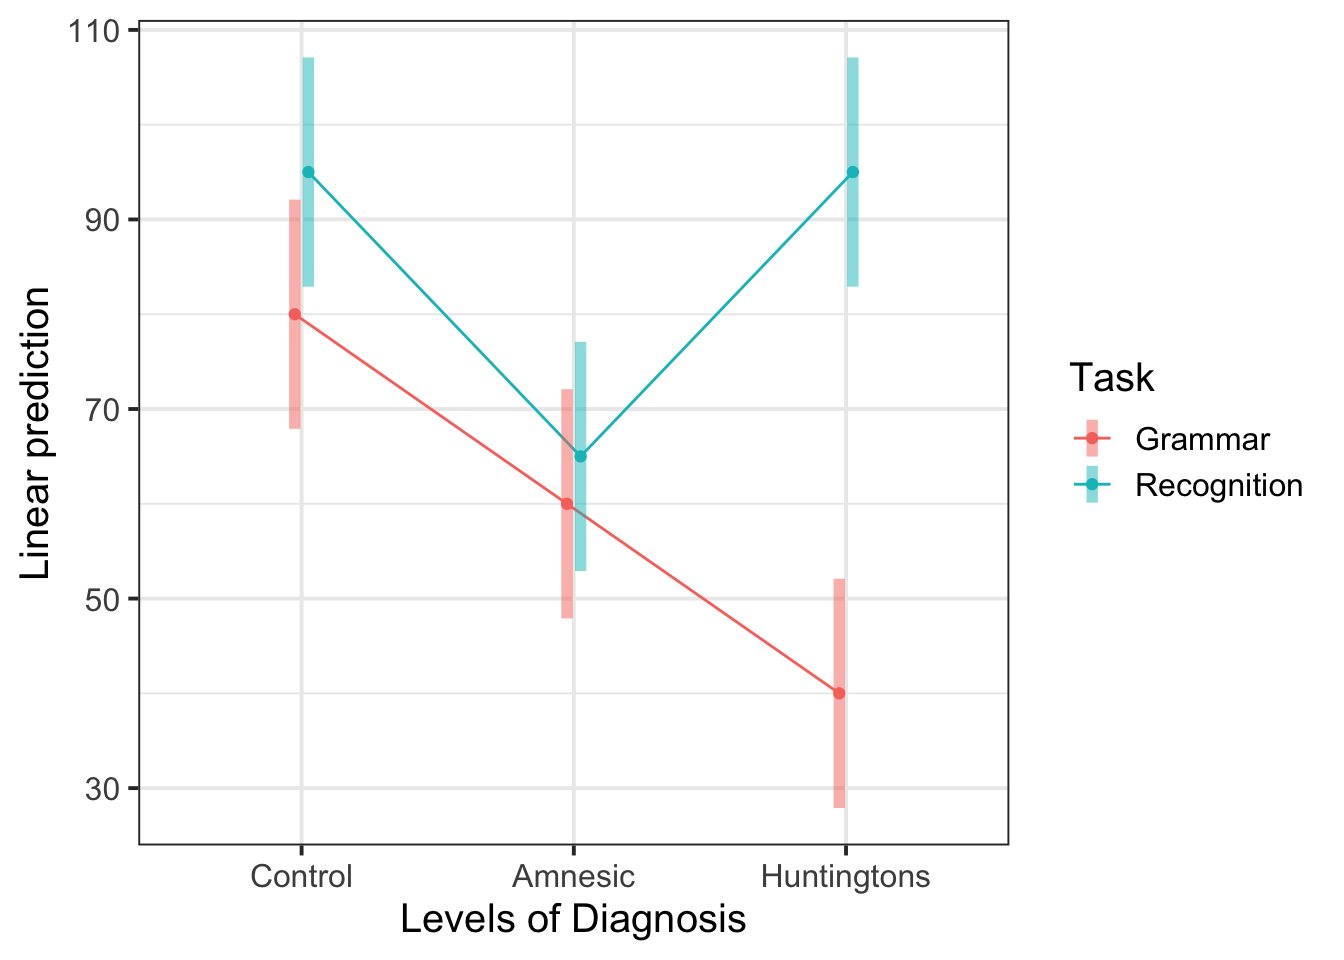 110
90
70
50
30
Linear prediction
Control Amnesic Huntingtons
Levels of Diagnosis
Task
Grammar
Recognition